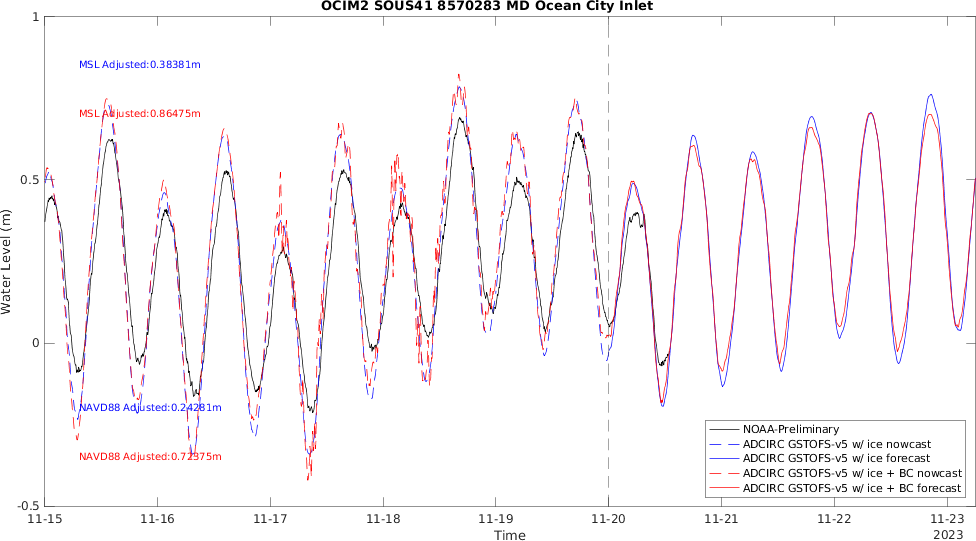 OCIM2 SOUS41 8570283 MD Ocean City Inlet
1
MSL Adjusted:0.38381m
MSL Adjusted:0.86475m
0.5
Water Level (m)
0
NAVD88 Adjusted:0.24281m
NAVD88 Adjusted:0.72375m
NOAA-Preliminary
ADCIRC GSTOFS-v5 w/ ice nowcast
ADCIRC GSTOFS-v5 w/ ice forecast
ADCIRC GSTOFS-v5 w/ ice + BC nowcast
ADCIRC GSTOFS-v5 w/ ice + BC forecast
-0.5
11-15 11-16 11-17 11-18 11-19 11-20 11-21 11-22 11-23
Time
2023